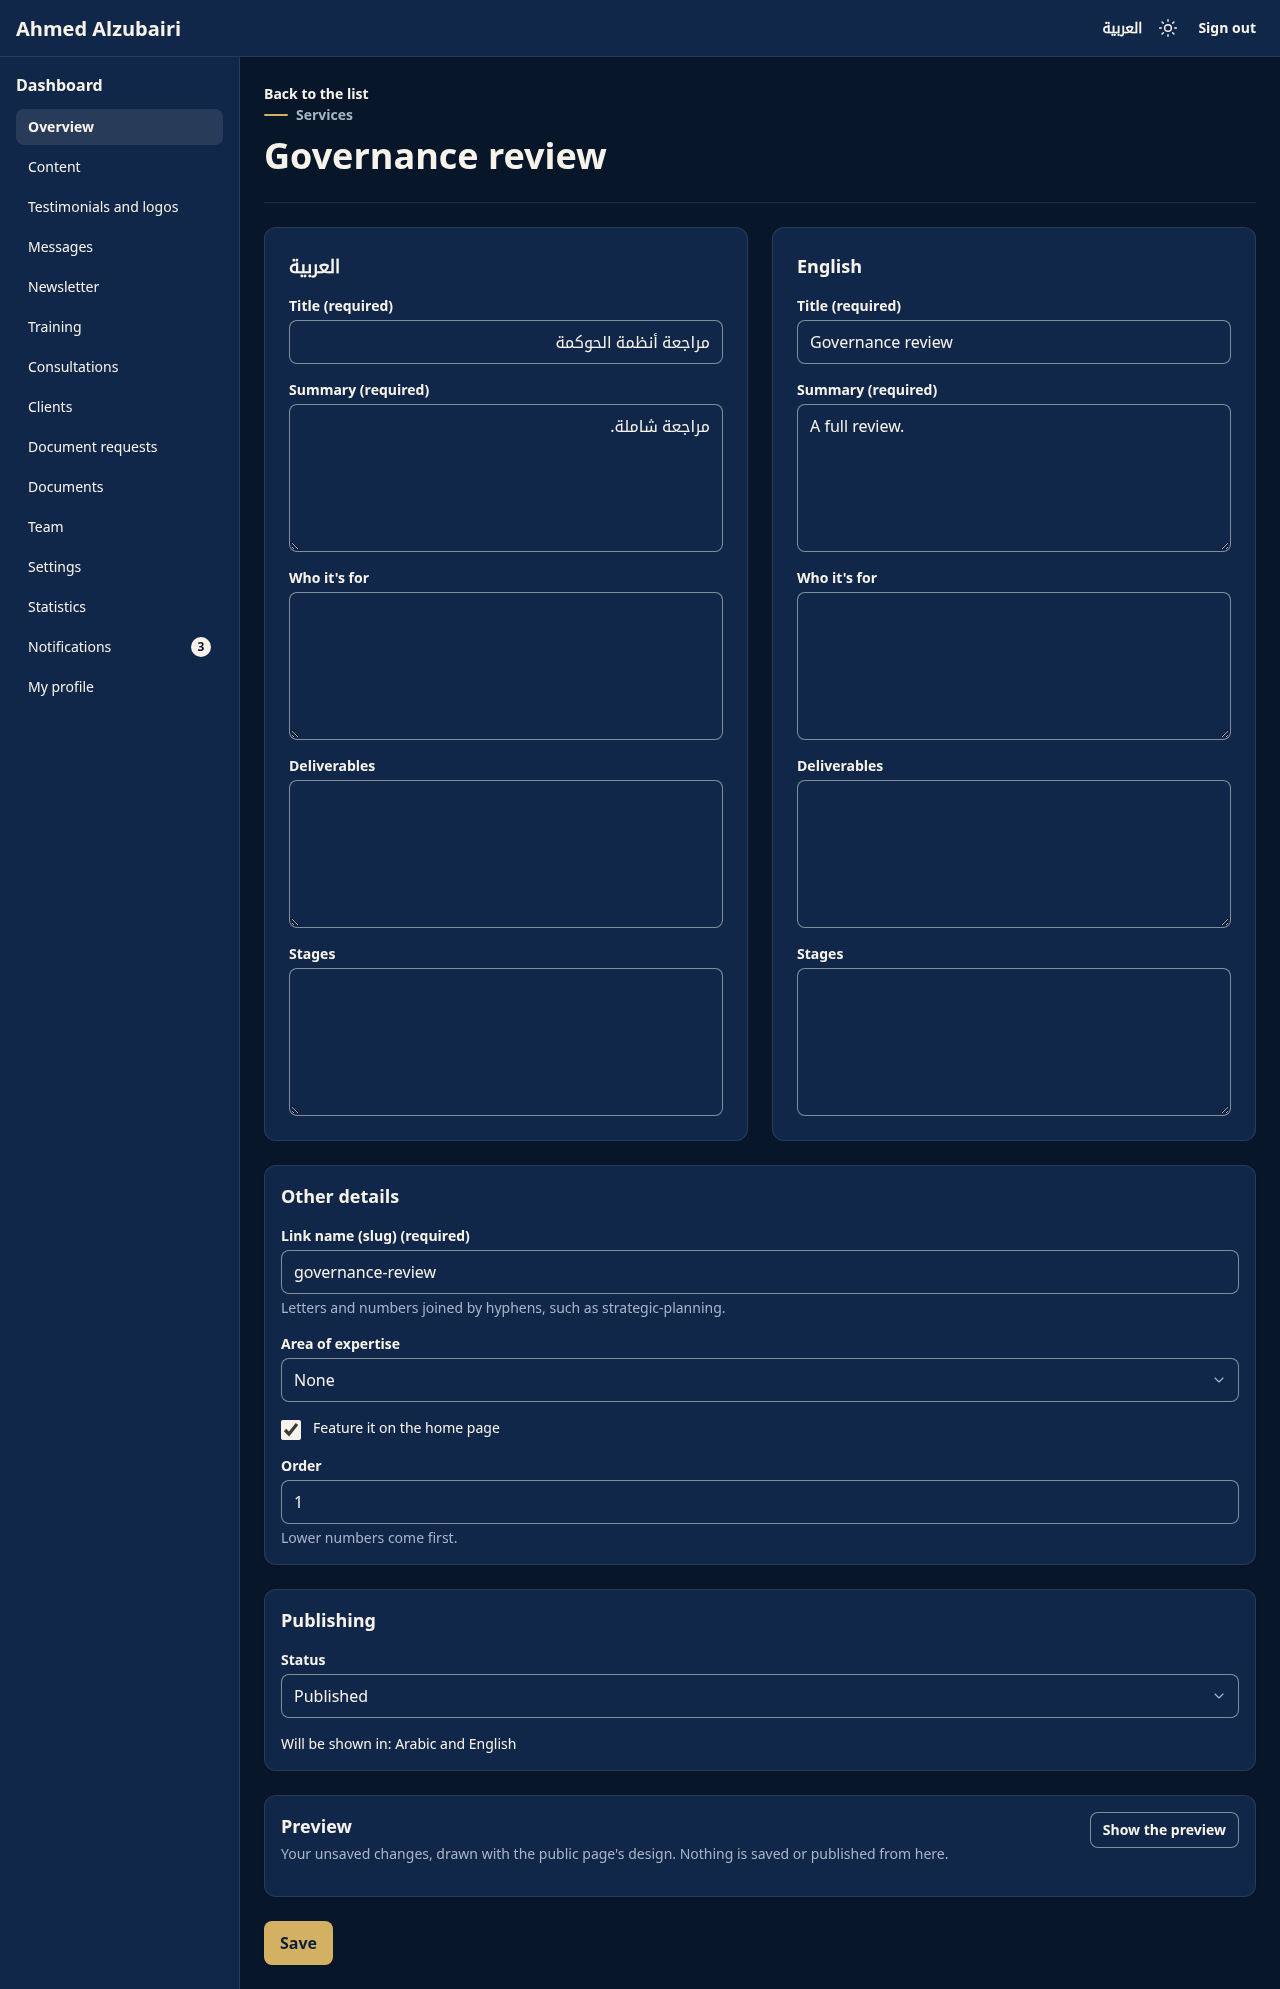 Ahmed Alzubairi
العربية
Sign out
Dashboard
Overview
Content
Testimonials and logos
Messages
Newsletter
Training
Consultations
Clients
Document requests
Documents
Team
Settings
Statistics
Notifications 3
My profile
Back to the list
Services
Governance review
العربية
Title (required)
مراجعة أنظمة الحوكمة
Summary (required)
مراجعة شاملة.
Who it's for
Deliverables
Stages
English
Title (required)
Governance review
Summary (required)
A full review.
Who it's for
Deliverables
Stages
Other details
Link name (slug) (required)
governance-review
Letters and numbers joined by hyphens, such as strategic-planning.
Area of expertise
None
Feature it on the home page
Order
1
Lower numbers come first.
Publishing
Status
Published
Will be shown in: Arabic and English
Preview
Show the preview
Your unsaved changes, drawn with the public page's design. Nothing is saved or published from here.
Save